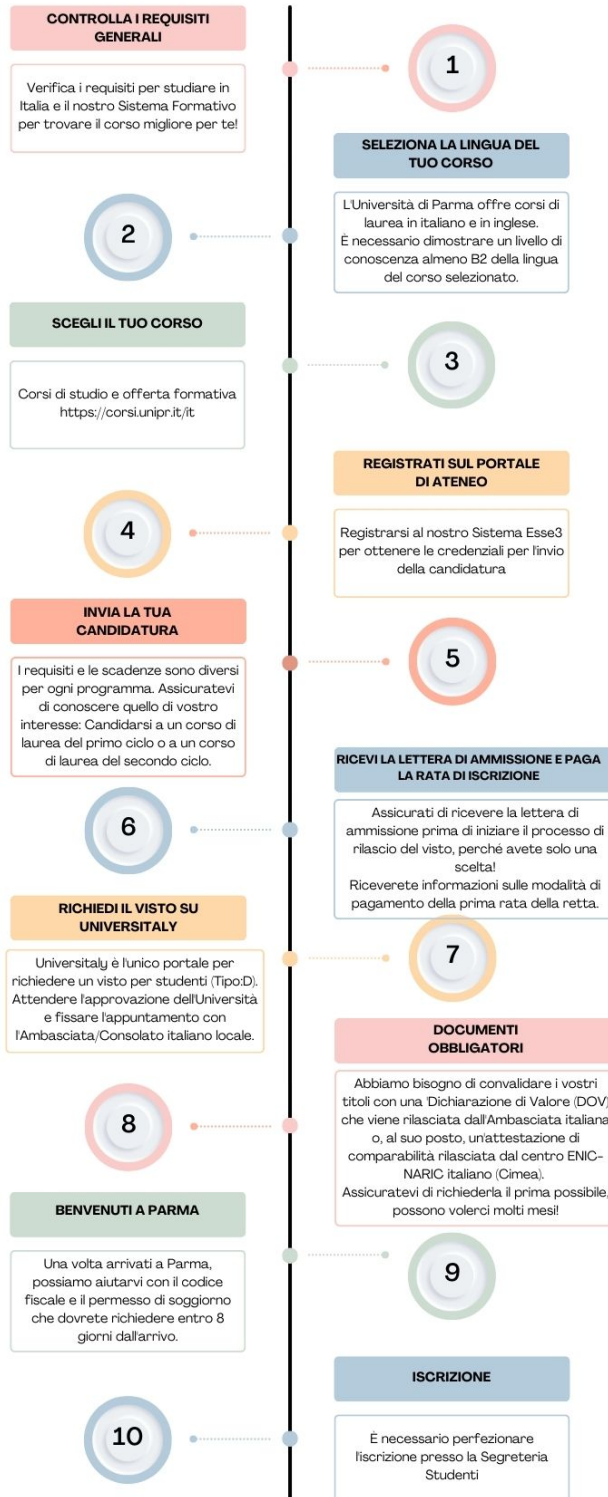 CONTROLLA I REQUISITI
GENERALI
1
Verifica i requisiti per studiare in
Italia e il nostro Sistema Formativo
per trovare il corso migliore per te!
SELEZIONA LA LINGUA DEL
TUO CORSO
2
L'Università di Parma offre corsi di
laurea in italiano e in inglese.
È necessario dimostrare un livello di
conoscenza almeno B2 della lingua
del corso selezionato.
SCEGLI IL TUO CORSO
3
Corsi di studio e offerta formativa
https://corsi.unipr.it/it
REGISTRATI SUL PORTALE
DI ATENEO
4
Registrarsi al nostro Sistema Esse3
per ottenere le credenziali per l'invio
della candidatura
INVIA LA TUA
CANDIDATURA
5
I requisiti e le scadenze sono diversi
per ogni programma. Assicuratevi
di conoscere quello di vostro
interesse: Candidarsi a un corso di
laurea del primo ciclo o a un corso
di laurea del secondo ciclo.
RICEVI LA LETTERA DI AMMISSIONE E PAGA
LA RATA DI ISCRIZIONE
6
Assicurati di ricevere la lettera di
ammissione prima di iniziare il processo di
rilascio del visto, perché avete solo una
scelta!
Riceverete informazioni sulle modalità di
pagamento della prima rata della retta.
RICHIEDI IL VISTO SU
UNIVERSITALY
7
Universitaly è l'unico portale per
richiedere un visto per studenti (Tipo:D).
Attendere l'approvazione dell'Università
e fissare l'appuntamento con
l'Ambasciata/Consolato italiano locale.
DOCUMENTI
OBBLIGATORI
8
Abbiamo bisogno di convalidare i vostri
titoli con una 'Dichiarazione di Valore (DOV)
che viene rilasciata dall'Ambasciata italiana
o, al suo posto, un'attestazione di
comparabilità rilasciata dal centro ENIC-
NARIC italiano (Cimea).
Assicuratevi di richiederla il prima possibile,
possono volerci molti mesi!
BENVENUTI A PARMA
9
Una volta arrivati a Parma,
possiamo aiutarvi con il codice
fiscale e il permesso di soggiorno
che dovrete richiedere entro 8
giorni dall'arrivo.
ISCRIZIONE
10
È necessario perfezionare
l'iscrizione presso la Segreteria
Studenti